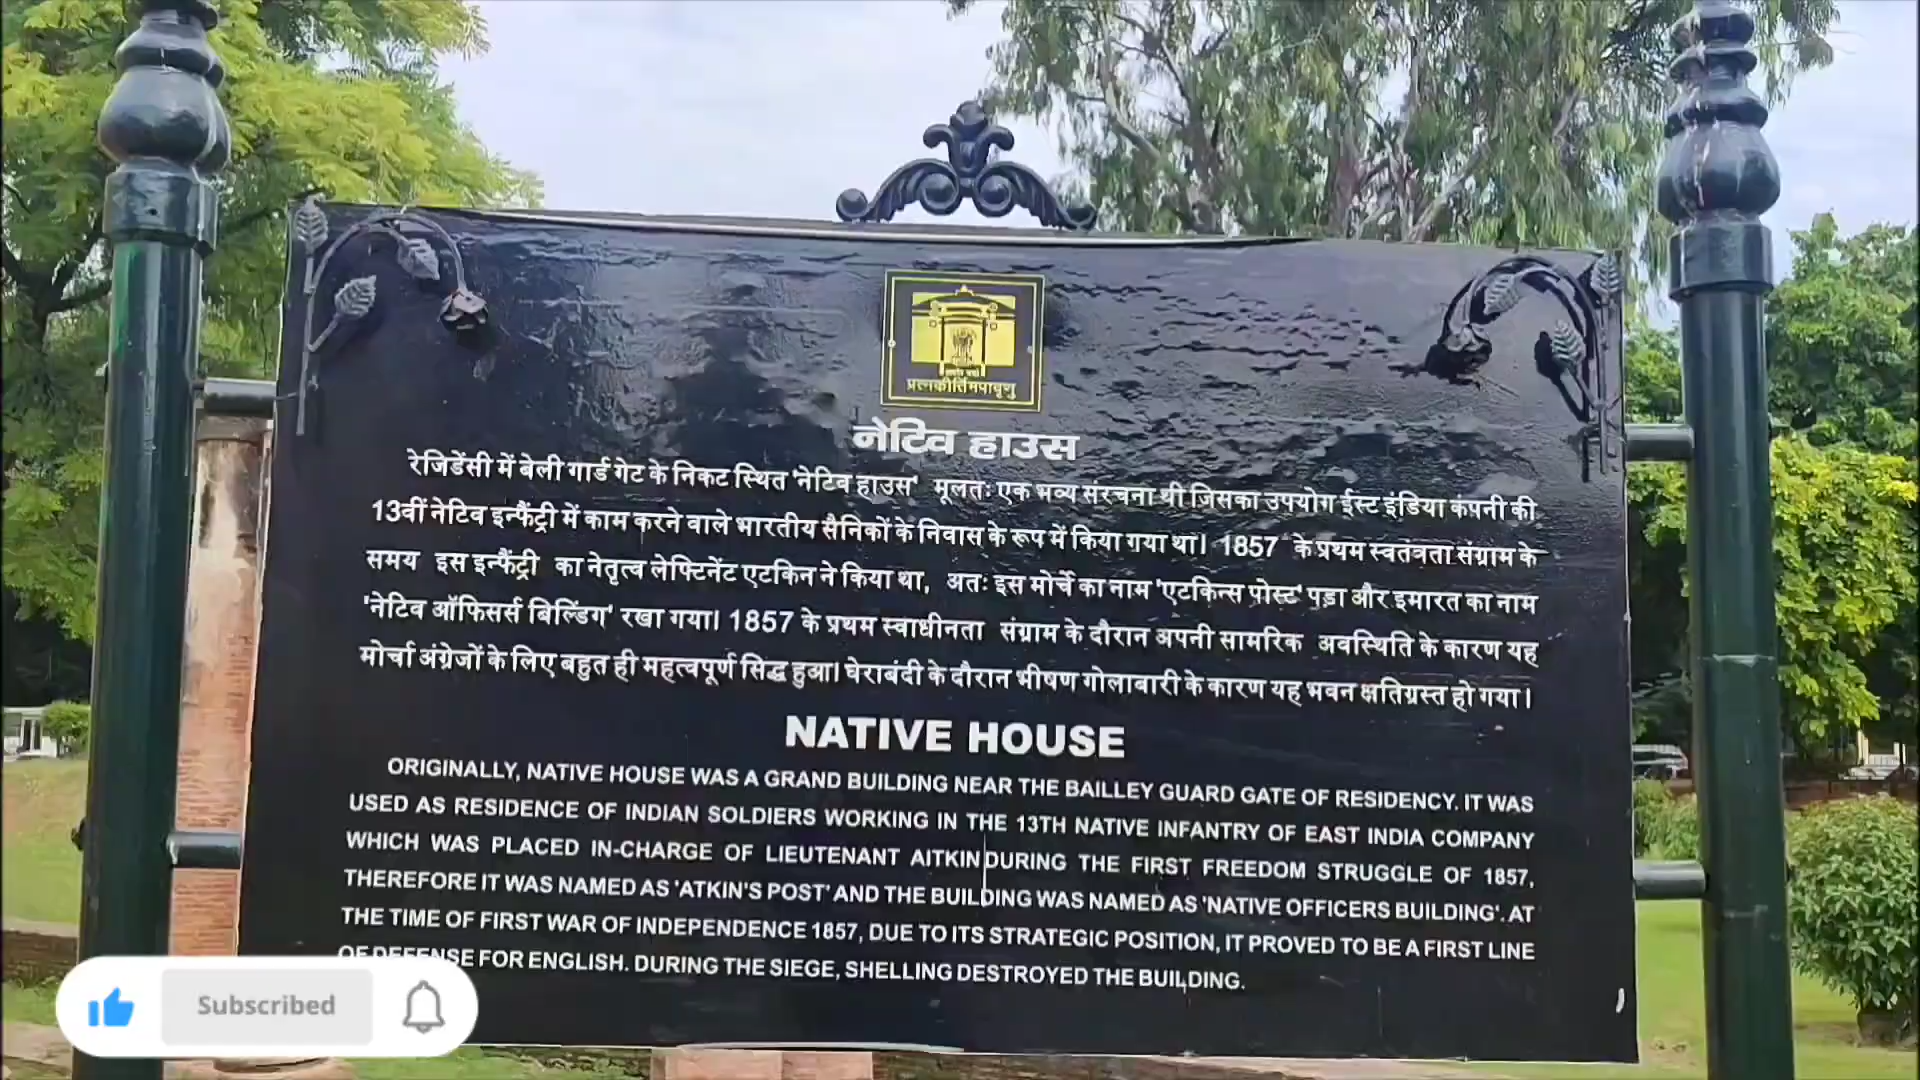 प्रत्नकीर्तिमपावृणु
नेटिव हाउस
रेजिडेंसी में बेली गार्ड गेट के निकट स्थित 'नेटिव हाउस' मूलतः एक भव्य संरचना थी जिसका उपयोग ईस्ट इंडिया कंपनी की
13वीं नेटिव इन्फैंट्री में काम करने वाले भारतीय सैनिकों के निवास के रूप में किया गया था। 1857 के प्रथम स्वतंत्रता संग्राम के
समय इस इन्फैंट्री का नेतृत्व लेफ्टिनेंट एटकिन ने किया था, अतः इस मोर्चे का नाम 'एटकिन्स पोस्ट' पड़ा और इमारत का नाम
'नेटिव ऑफिसर्स बिल्डिंग' रखा गया। 1857 के प्रथम स्वाधीनता संग्राम के दौरान अपनी सामरिक अवस्थिति के कारण यह
मोर्चा अंग्रेजों के लिए बहुत ही महत्वपूर्ण सिद्ध हुआ। घेराबंदी के दौरान भीषण गोलाबारी के कारण यह भवन क्षतिग्रस्त हो गया।
NATIVE HOUSE
ORIGINALLY, NATIVE HOUSE WAS A GRAND BUILDING NEAR THE BAILLEY GUARD GATE OF RESIDENCY. IT WAS
USED AS RESIDENCE OF INDIAN SOLDIERS WORKING IN THE 13TH NATIVE INFANTRY OF EAST INDIA COMPANY
WHICH WAS PLACED IN-CHARGE OF LIEUTENANT AITKIN DURING THE FIRST FREEDOM STRUGGLE OF 1857,
THEREFORE IT WAS NAMED AS 'ATKIN'S POST' AND THE BUILDING WAS NAMED AS 'NATIVE OFFICERS BUILDING'. AT
THE TIME OF FIRST WAR OF INDEPENDENCE 1857, DUE TO ITS STRATEGIC POSITION, IT PROVED TO BE A FIRST LINE
OF DEFENSE FOR ENGLISH. DURING THE SIEGE, SHELLING DESTROYED THE BUILDING.
Subscribed